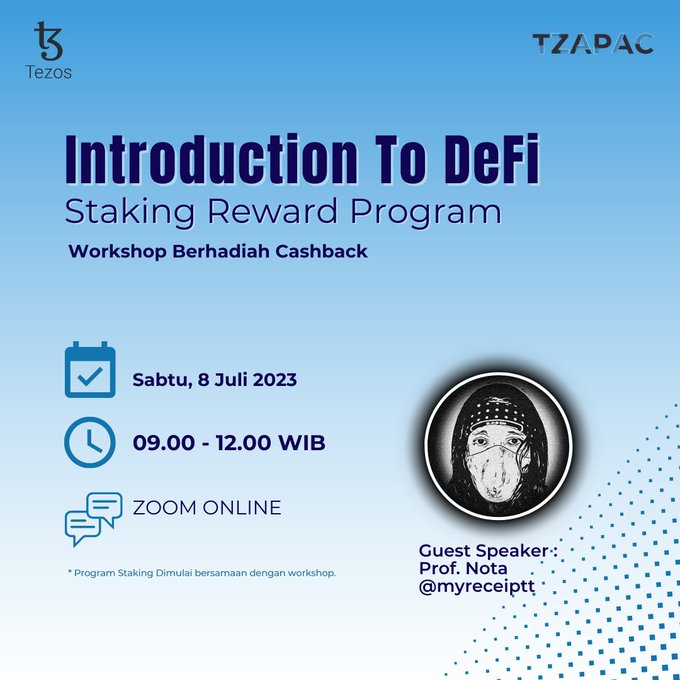 Tezos
TZAPAC
Introduction To DeFi
Staking Reward Program
Workshop Berhadiah Cashback
Sabtu, 8 Juli 2023
09.00 - 12.00 WIB
ZOOM ONLINE
* Program Staking Dimulai bersamaan dengan workshop.
Guest Speaker :
Prof. Nota
@myreceiptt